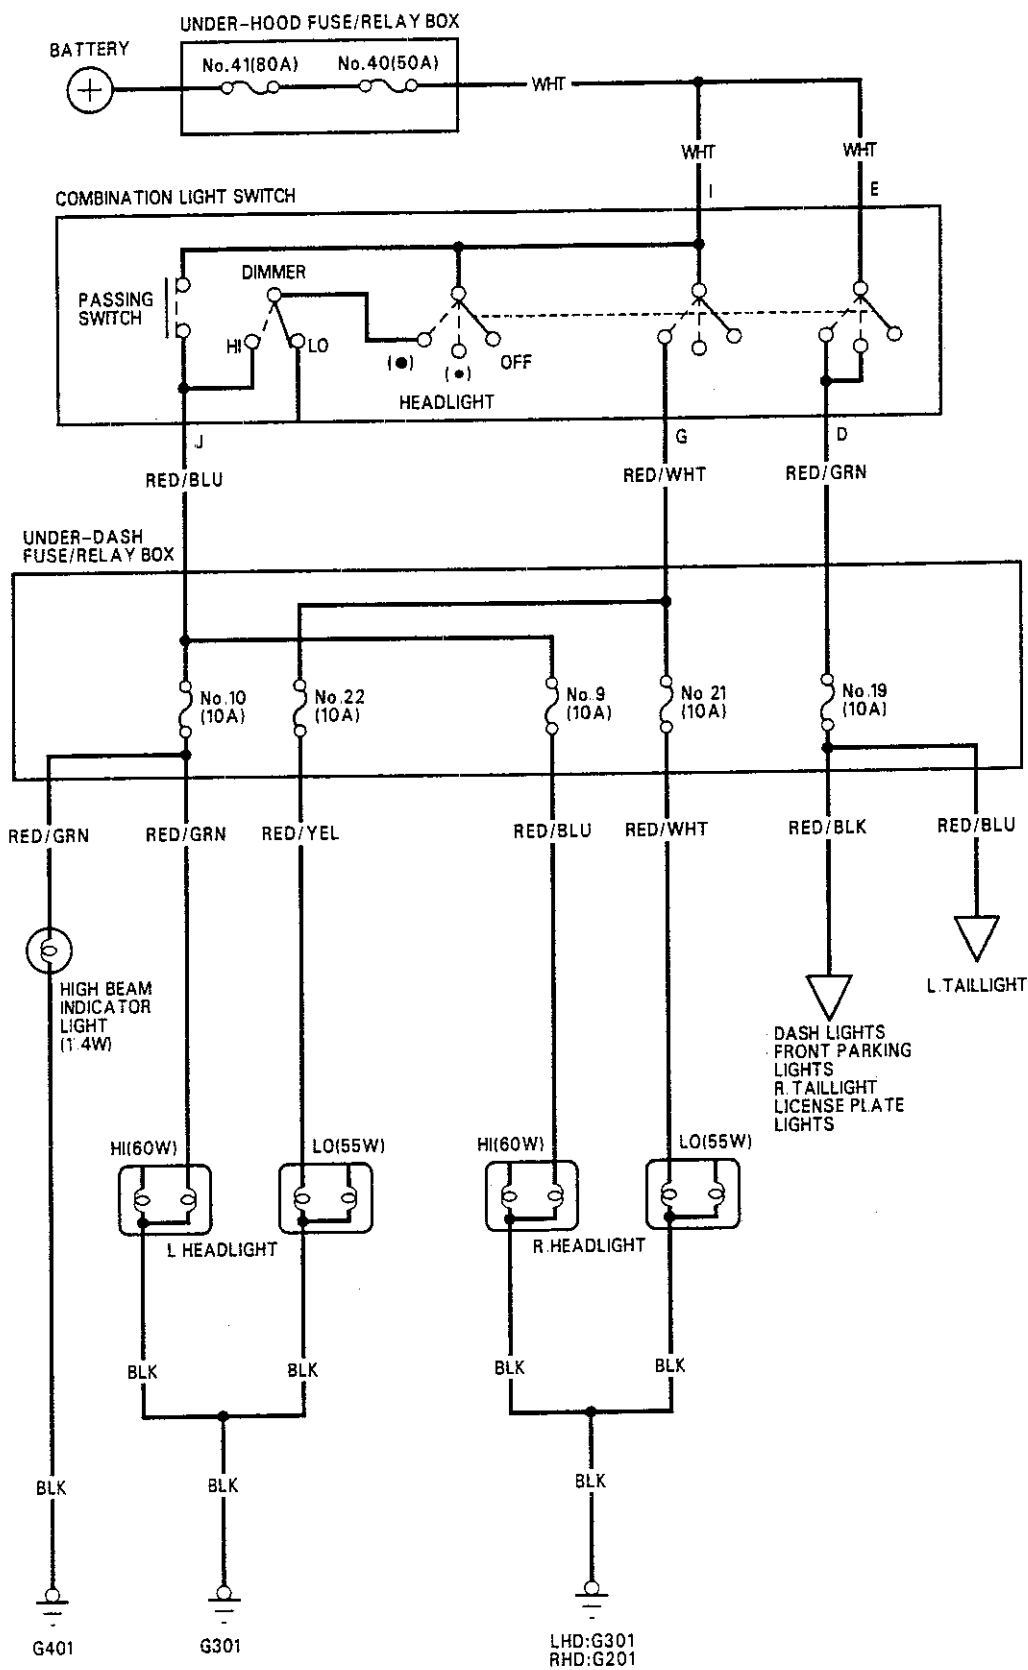 UNDER-HOOD FUSE/RELAY BOX
BATTERY
No.41(80A)
No.40(50A)
+
WHT
WHT
WHT
COMBINATION LIGHT SWITCH
I
E
DIMMER
PASSING
SWITCH
HI
LO
(●)
(•)
OFF
HEADLIGHT
J
G
D
RED/BLU
RED/WHT
RED/GRN
UNDER-DASH
FUSE/RELAY BOX
No.10
(10A)
No.22
(10A)
No.9
(10A)
No 21
(10A)
No.19
(10A)
RED/GRN
RED/GRN
RED/YEL
RED/BLU
RED/WHT
RED/BLK
RED/BLU
HIGH BEAM
INDICATOR
LIGHT
(1.4W)
L.TAILLIGHT
DASH LIGHTS
FRONT PARKING
LIGHTS
R.TAILLIGHT
LICENSE PLATE
LIGHTS
HI(60W)
LO(55W)
HI(60W)
LO(55W)
L HEADLIGHT
R.HEADLIGHT
BLK
BLK
BLK
BLK
BLK
BLK
BLK
G401
G301
LHD:G301
RHD:G201